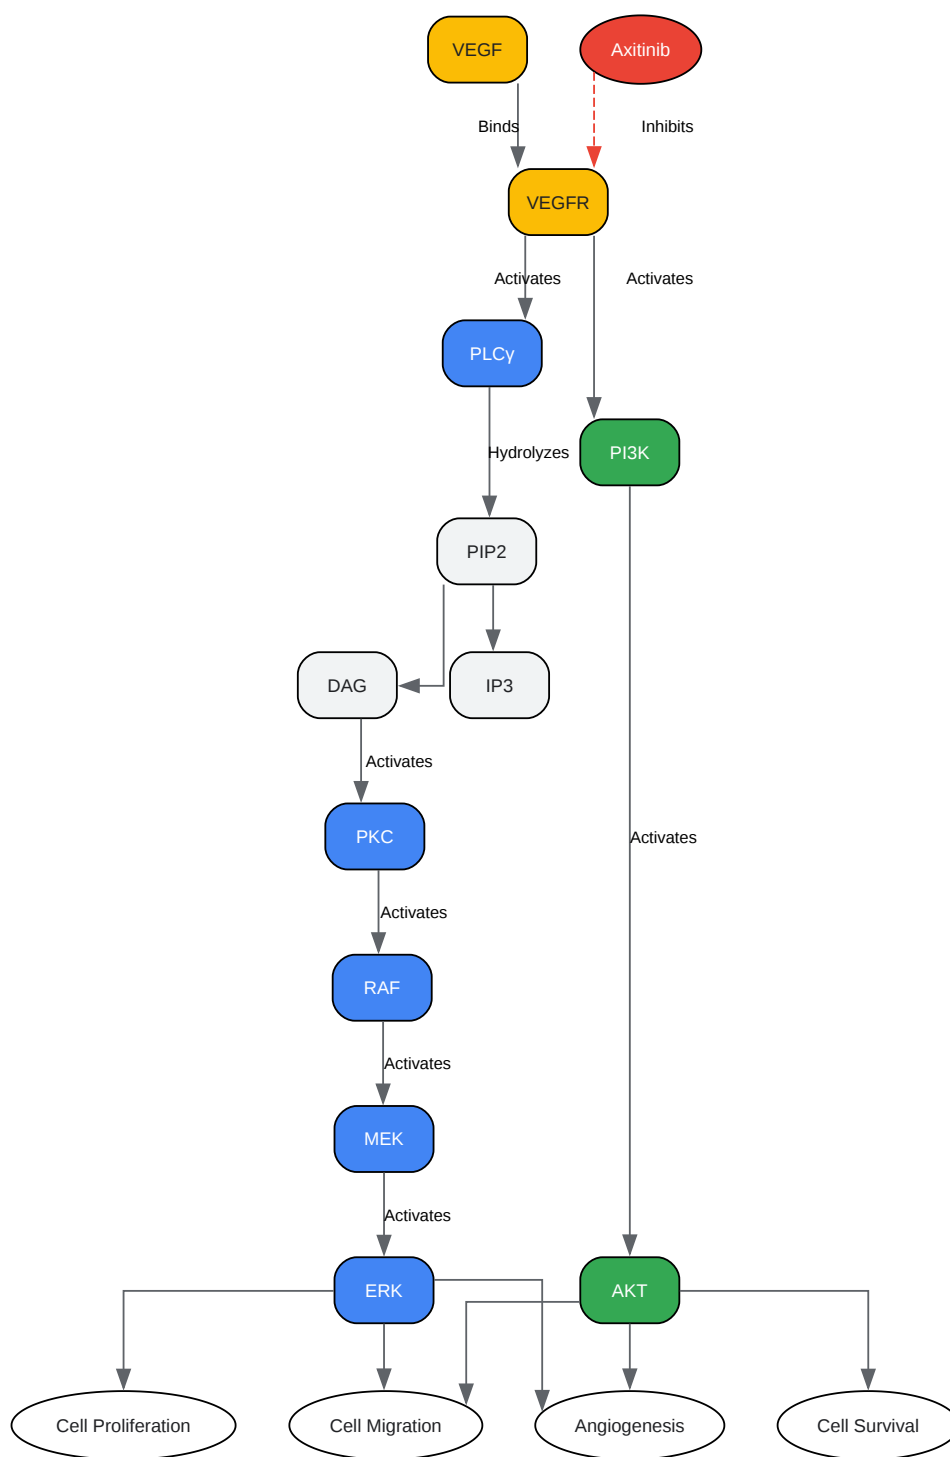 VEGF
Axitinib
Binds
Inhibits
VEGFR
Activates
Activates
PLCγ
Hydrolyzes
PI3K
PIP2
DAG
IP3
Activates
PKC
Activates
Activates
RAF
Activates
MEK
Activates
ERK
AKT
Cell Proliferation
Cell Migration
Angiogenesis
Cell Survival